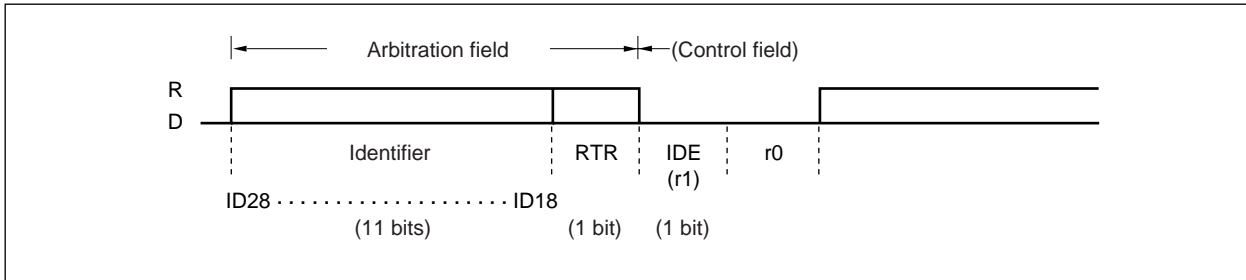 Arbitration field (Control field)
R
D
Identifier RTR IDE r0
(r1)
ID28 . . . . . . . . . . . . . . . . . . . . ID18
(11 bits) (1 bit) (1 bit)